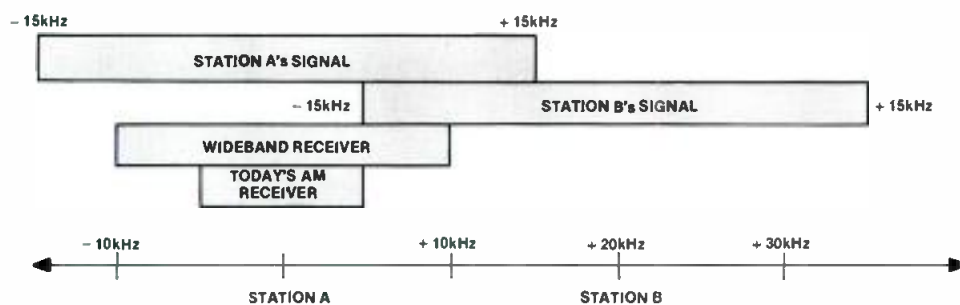 – 15kHz + 15kHz
STATION A's SIGNAL
– 15kHz STATION B's SIGNAL + 15kHz
WIDEBAND RECEIVER
TODAY'S AM
RECEIVER
– 10kHz + 10kHz + 20kHz + 30kHz
STATION A STATION B